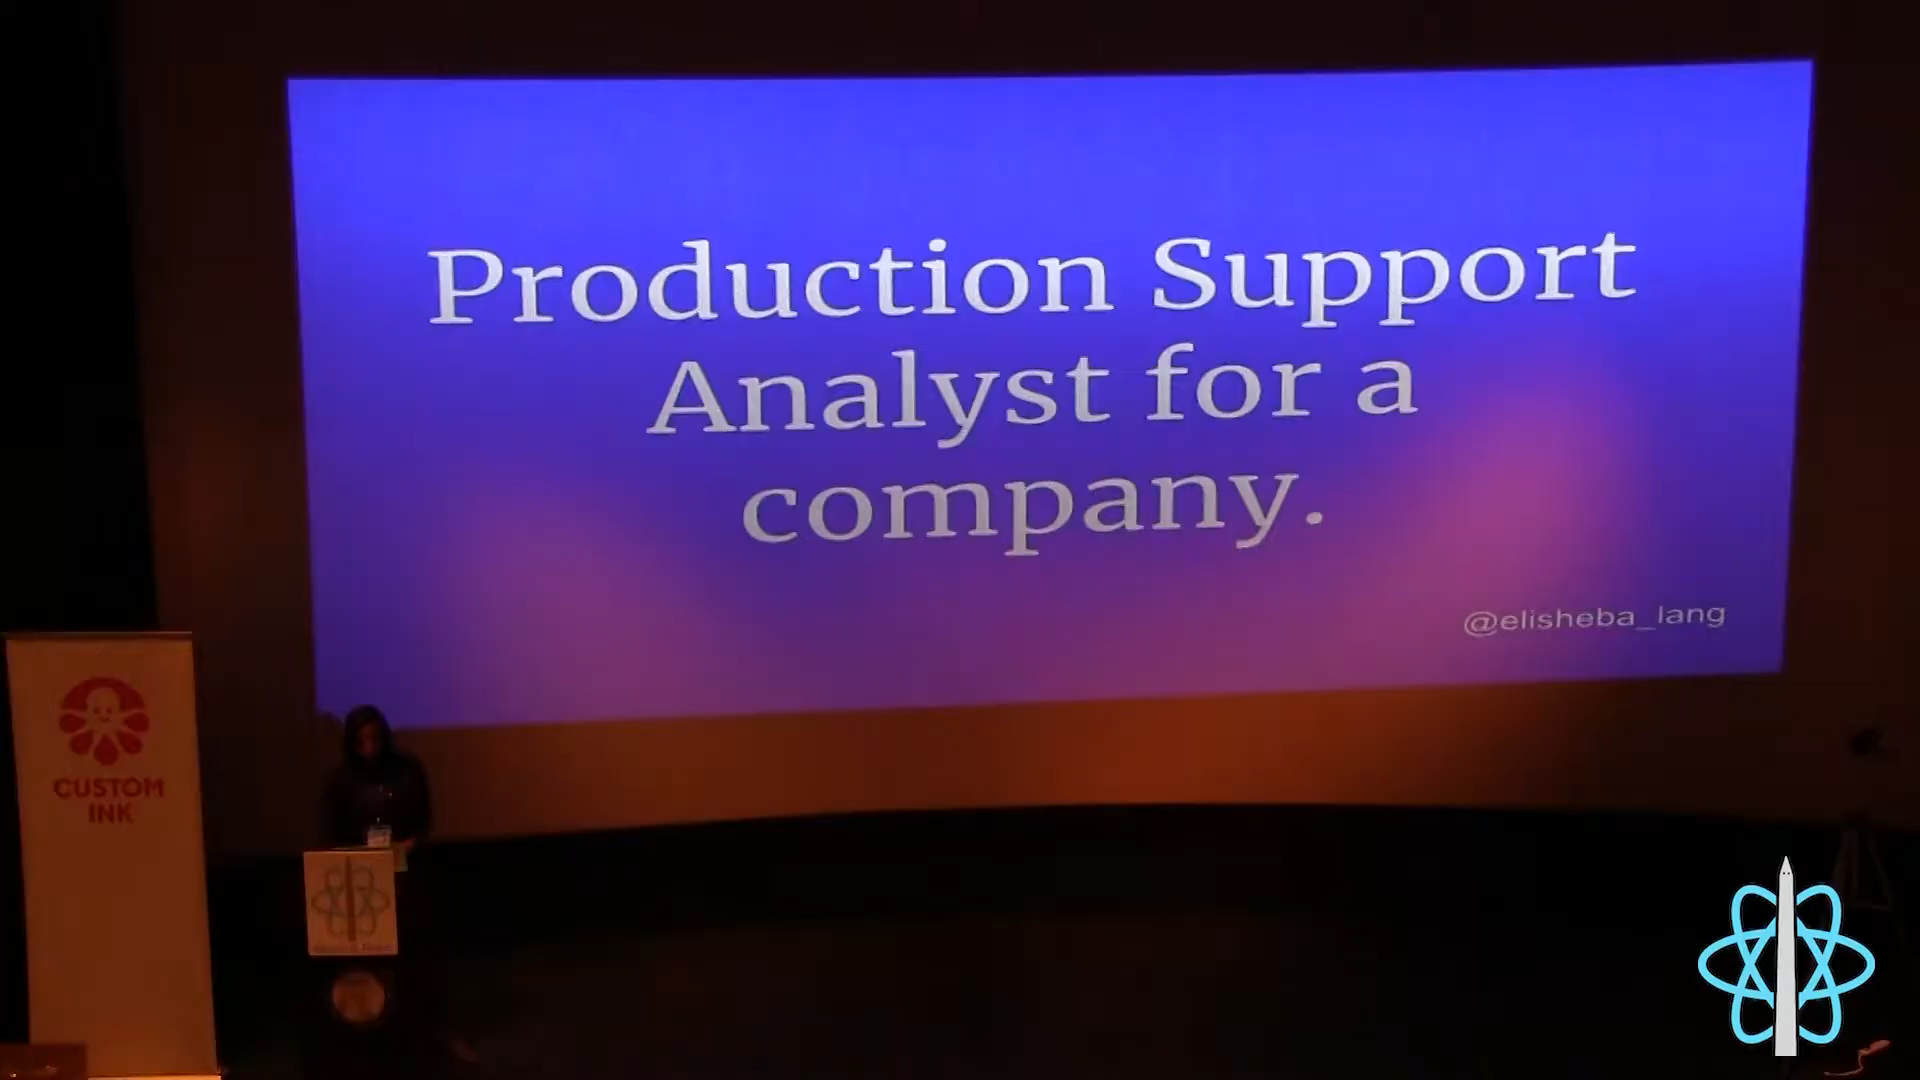 Production Support
Analyst for a
company.
@elisheba_lang
CUSTOM
INK